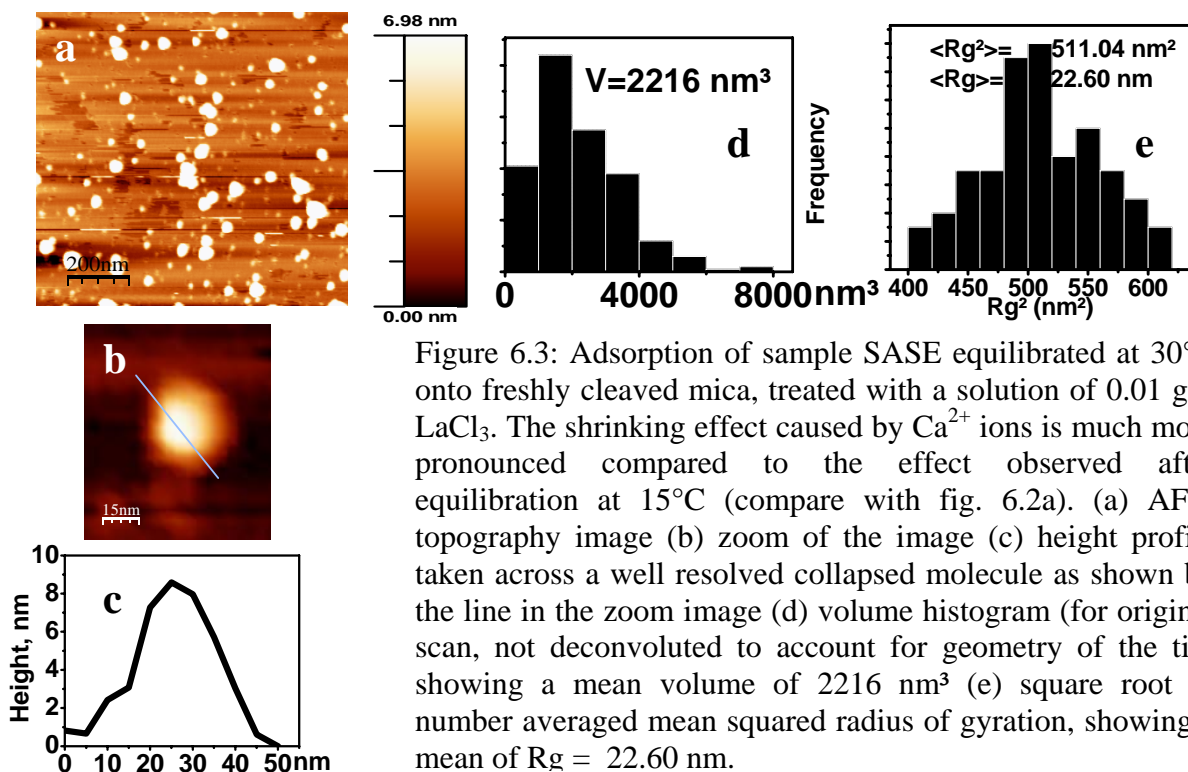 a
200nm
6.98 nm
0.00 nm
V=2216 nm³
d
0 4000 8000nm³
Frequency
<Rg²>= 511.04 nm²
<Rg>= 22.60 nm
e
400 450 500 550 600
Rg² (nm²)
b
15nm
Height, nm
10
8
6
4
2
0
c
0 10 20 30 40 50nm
Figure 6.3: Adsorption of sample SASE equilibrated at 30°
onto freshly cleaved mica, treated with a solution of 0.01 g
LaCl₃. The shrinking effect caused by Ca²⁺ ions is much mo
pronounced compared to the effect observed aft
equilibration at 15°C (compare with fig. 6.2a). (a) AF
topography image (b) zoom of the image (c) height profi
taken across a well resolved collapsed molecule as shown b
the line in the zoom image (d) volume histogram (for origin
scan, not deconvoluted to account for geometry of the ti
showing a mean volume of 2216 nm³ (e) square root
number averaged mean squared radius of gyration, showing
mean of Rg = 22.60 nm.